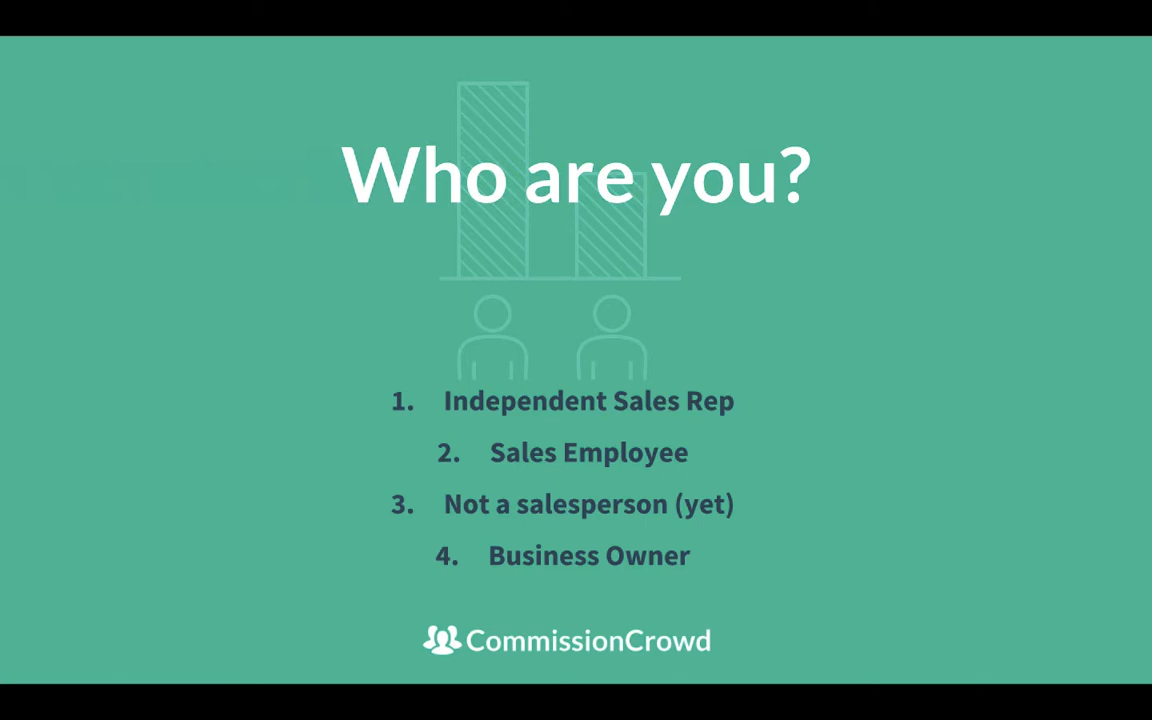 Who are you?
1. Independent Sales Rep
2. Sales Employee
3. Not a salesperson (yet)
4. Business Owner
CommissionCrowd